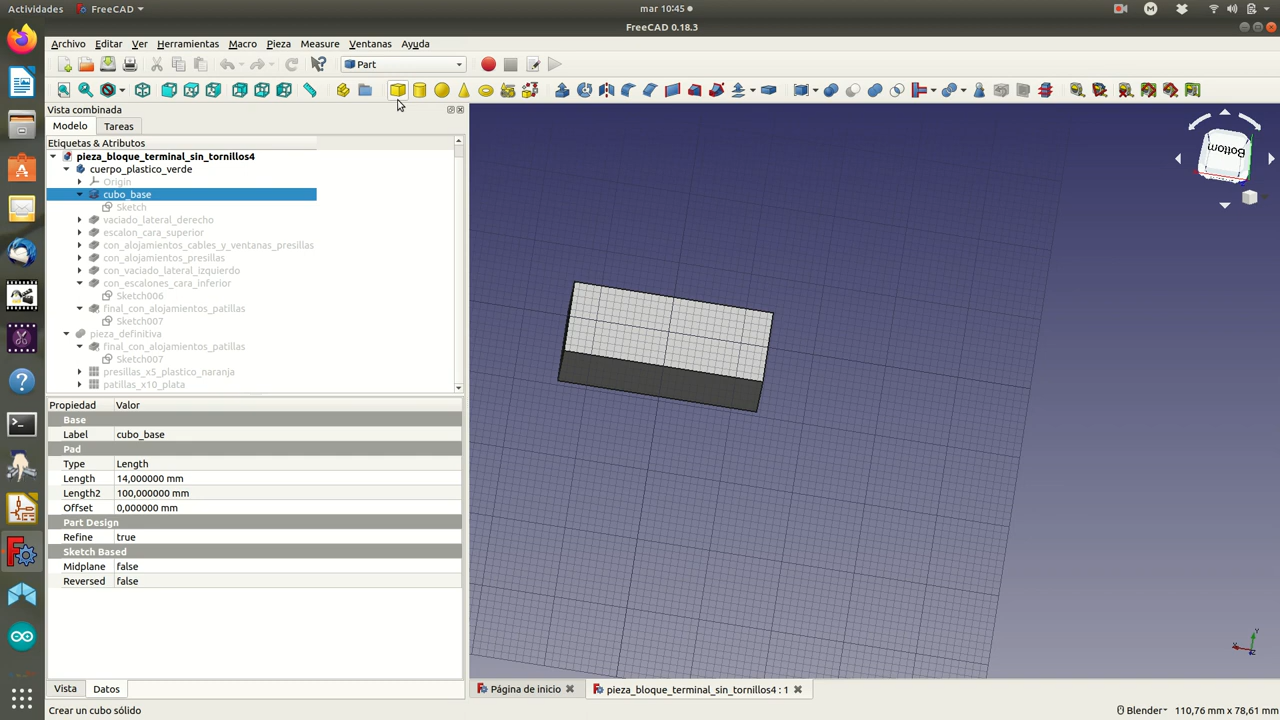 Actividades
FreeCAD
mar 10:45
FreeCAD 0.18.3
Archivo Editar Ver Herramientas Macro Pieza Measure Ventanas Ayuda
Part
Vista combinada
Modelo Tareas
Etiquetas & Atributos
pieza_bloque_terminal_sin_tornillos4
cuerpo_plastico_verde
Origin
cubo_base
Sketch
vaciado_lateral_derecho
escalon_cara_superior
con_alojamientos_cables_y_ventanas_presillas
con_alojamientos_presillas
con_vaciado_lateral_izquierdo
con_escalones_cara_inferior
Sketch006
final_con_alojamientos_patillas
Sketch007
pieza_definitiva
final_con_alojamientos_patillas
Sketch007
presillas_x5_plastico_naranja
patillas_x10_plata
Propiedad Valor
Base
Label cubo_base
Pad
Type Length
Length 14,000000 mm
Length2 100,000000 mm
Offset 0,000000 mm
Part Design
Refine true
Sketch Based
Midplane false
Reversed false
Vista Datos
Bottom
Página de inicio
pieza_bloque_terminal_sin_tornillos4 : 1
Crear un cubo sólido
Blender
110,76 mm x 78,61 mm